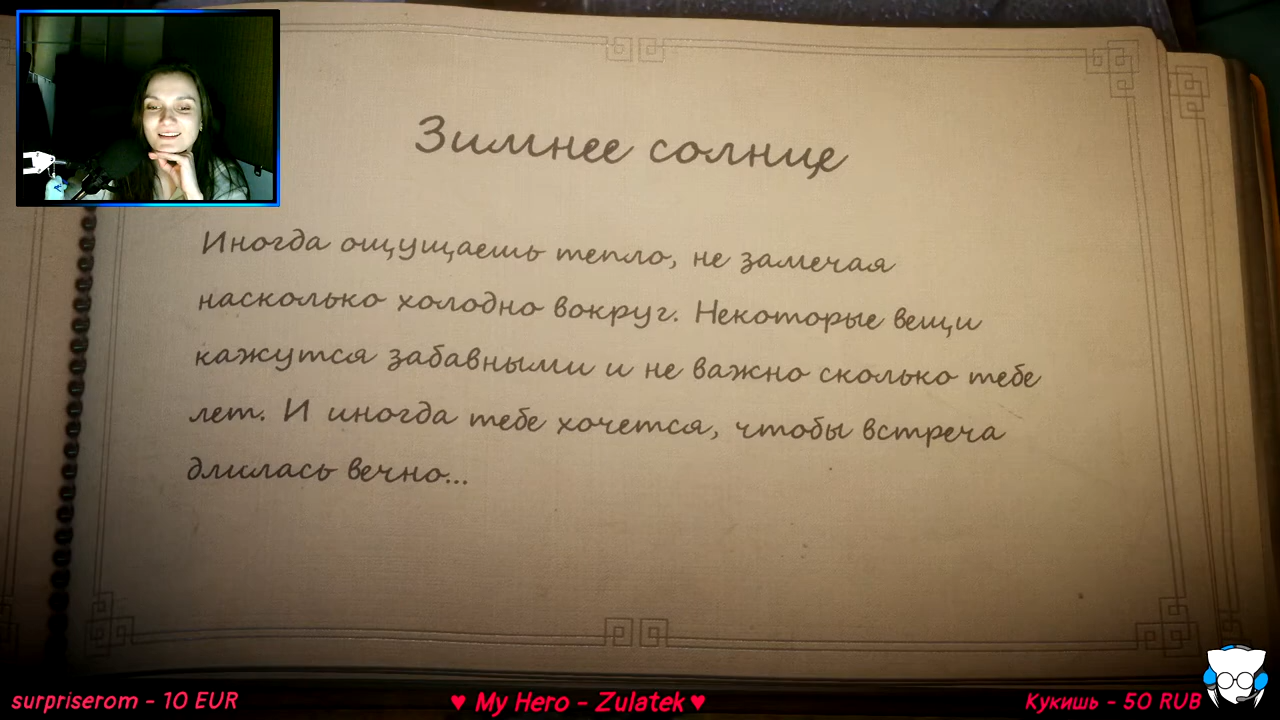 Зимнее солнце
Иногда ощущаешь тепло, не замечая
насколько холодно вокруг. Некоторые вещи
кажутся забавными и не важно сколько тебе
лет. И иногда тебе хочется, чтобы встреча
длилась вечно...
surpriserom - 10 EUR
♥ My Hero - Zulatek ♥
Кукишь - 50 RUB